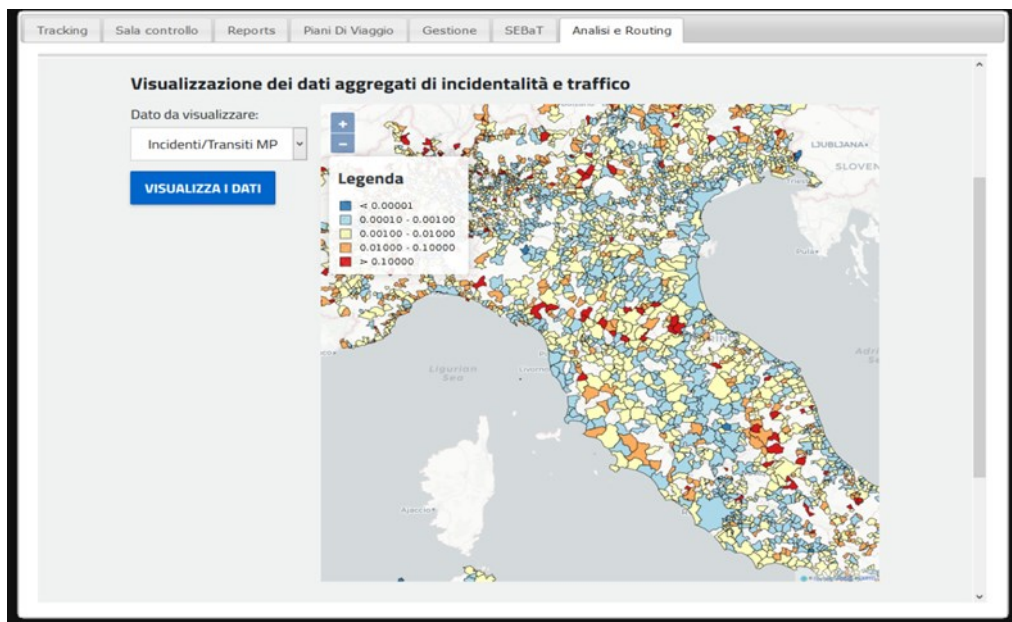 Tracking Sala controllo Reports Piani Di Viaggio Gestione SEBaT Analisi e Routing
Visualizzazione dei dati aggregati di incidentalità e traffico
Dato da visualizzare:
Incidenti/Transiti MP
VISUALIZZA I DATI
+
−
Legenda
< 0.00001
0.00010 - 0.00100
0.00100 - 0.01000
0.01000 - 0.10000
> 0.10000
LJUBLJANA
SLOVEN
Pula
Adri
Ligurian
Sea
Livorno
Ajaccio